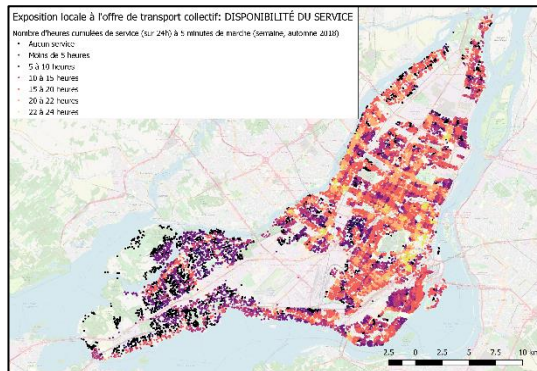 Exposition locale à l'offre de transport collectif: DISPONIBILITÉ DU SERVICE
Nombre d'heures cumulées de service (sur 24h) à 5 minutes de marche (semaine, automne 2018)
Aucun service
Moins de 5 heures
5 à 10 heures
10 à 15 heures
15 à 20 heures
20 à 22 heures
22 à 24 heures
2.5 0 2.5 5 7.5 10 km